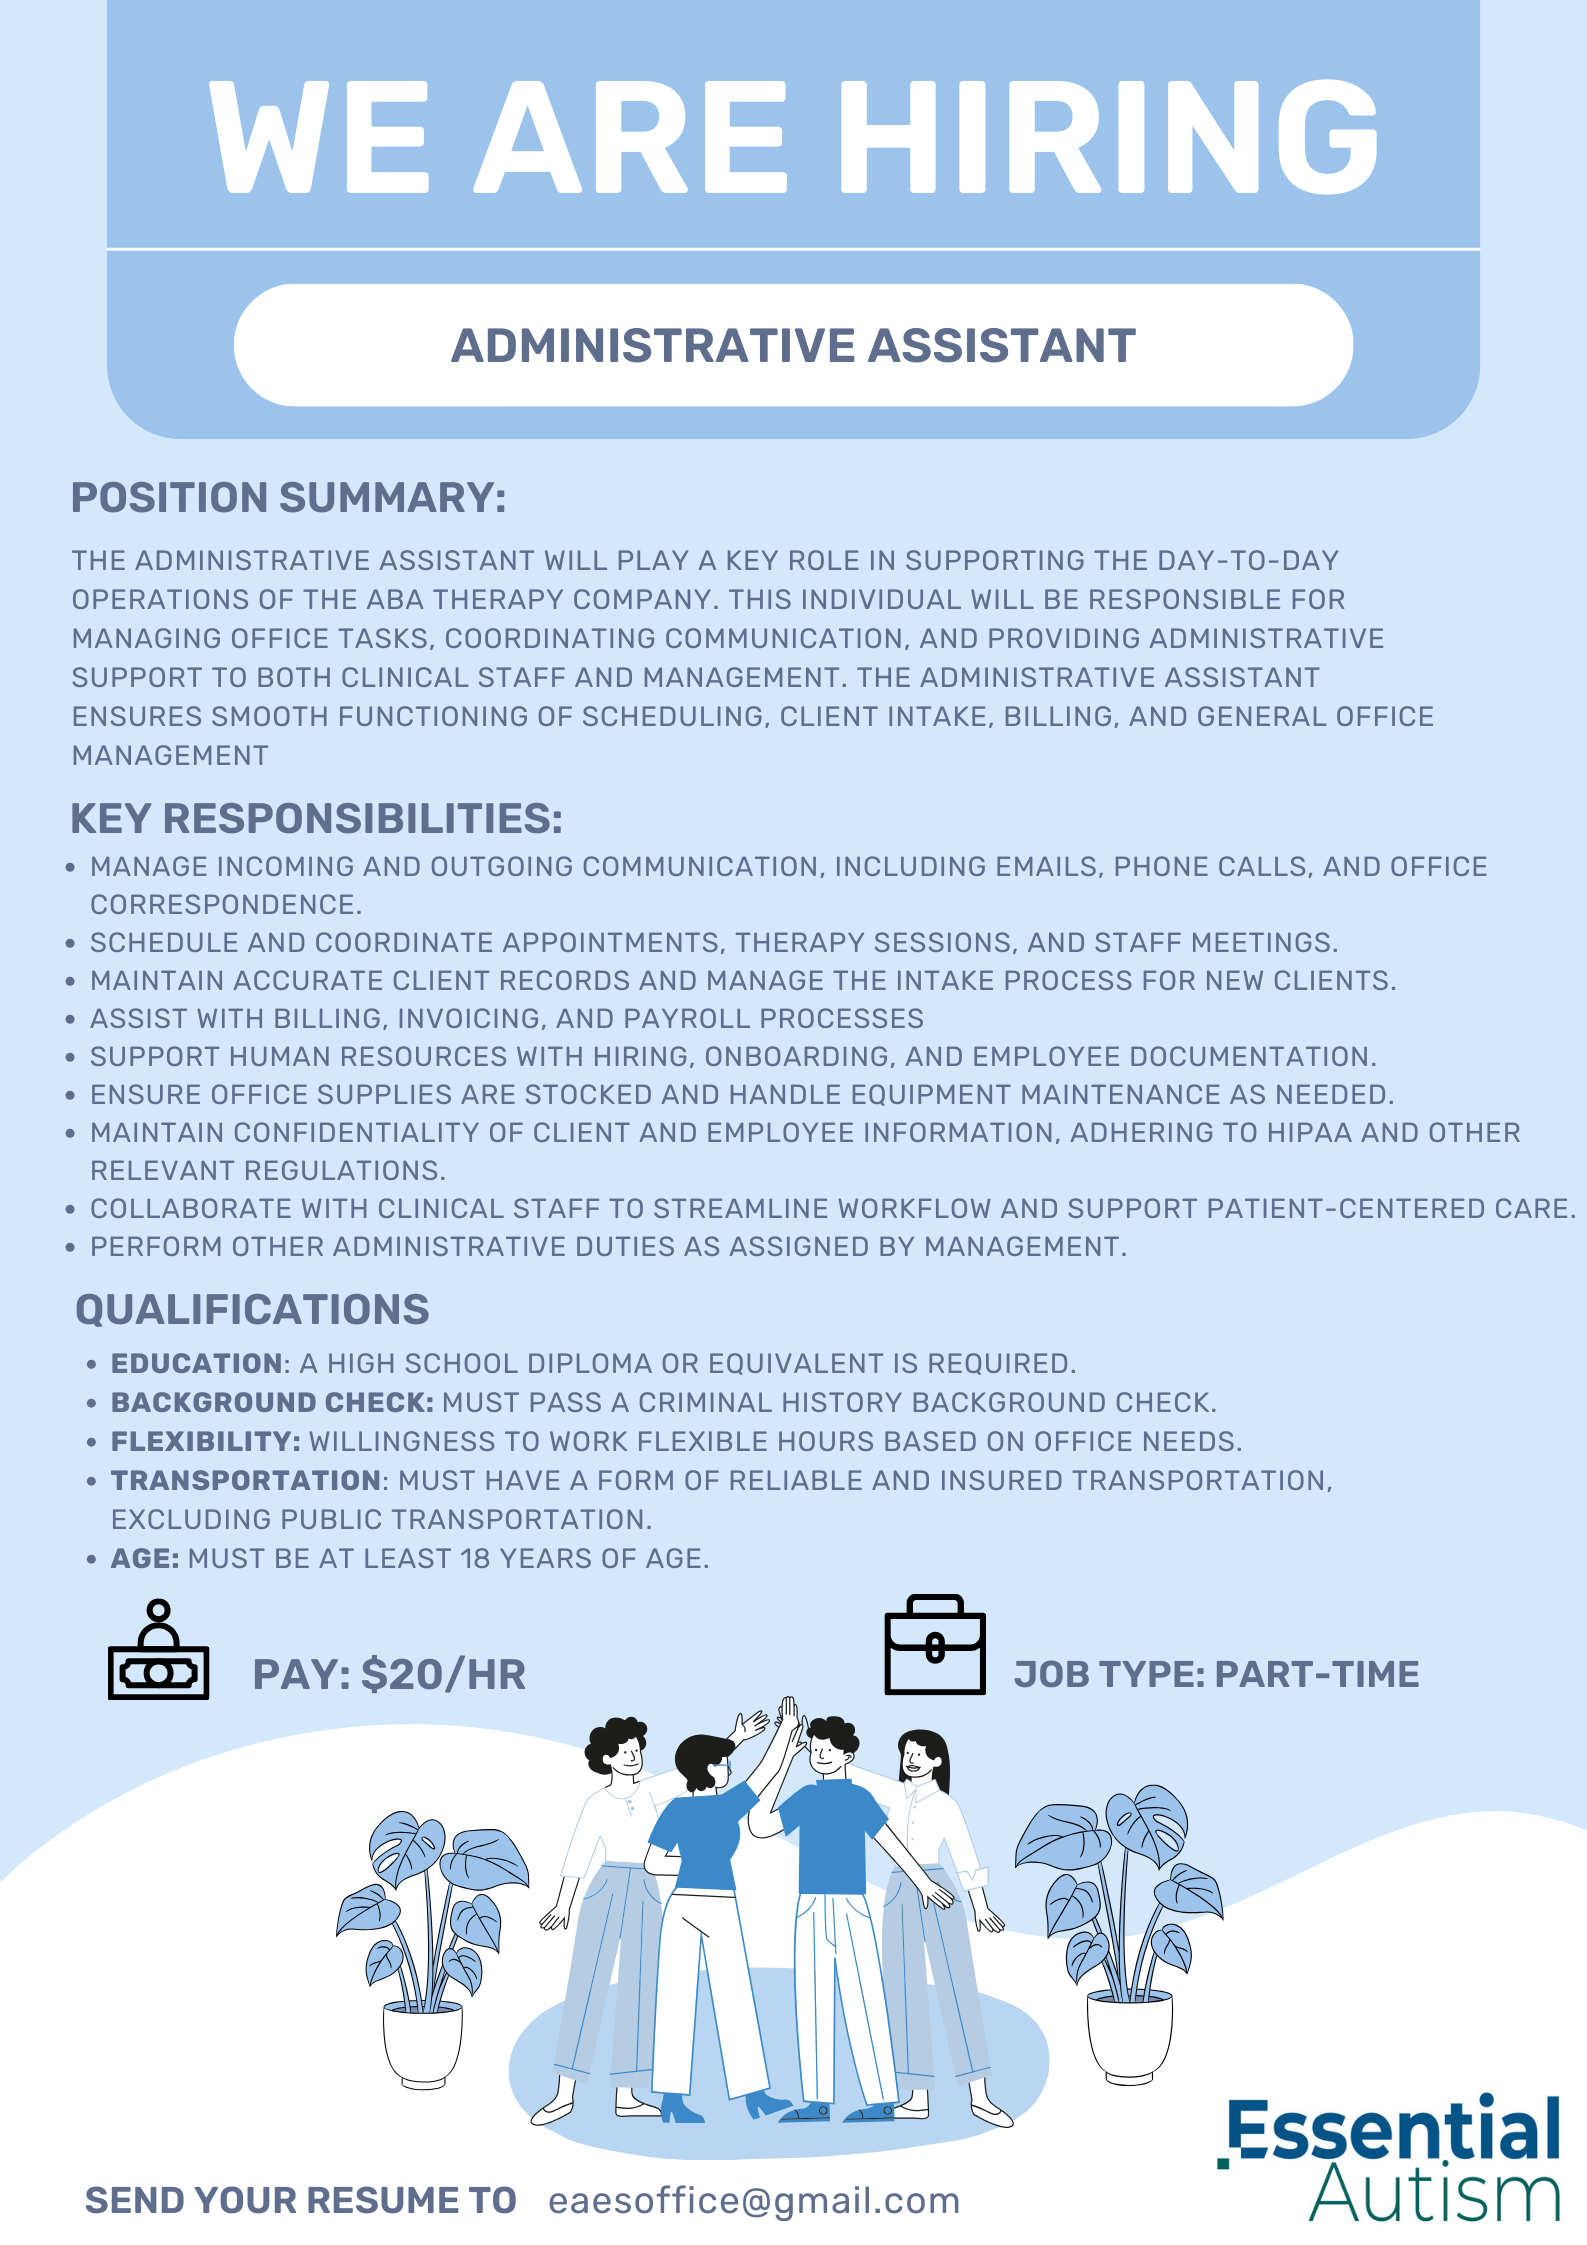 WE ARE HIRING
ADMINISTRATIVE ASSISTANT
POSITION SUMMARY:
THE ADMINISTRATIVE ASSISTANT WILL PLAY A KEY ROLE IN SUPPORTING THE DAY-TO-DAY
OPERATIONS OF THE ABA THERAPY COMPANY. THIS INDIVIDUAL WILL BE RESPONSIBLE FOR
MANAGING OFFICE TASKS, COORDINATING COMMUNICATION, AND PROVIDING ADMINISTRATIVE
SUPPORT TO BOTH CLINICAL STAFF AND MANAGEMENT. THE ADMINISTRATIVE ASSISTANT
ENSURES SMOOTH FUNCTIONING OF SCHEDULING, CLIENT INTAKE, BILLING, AND GENERAL OFFICE
MANAGEMENT
KEY RESPONSIBILITIES:
• MANAGE INCOMING AND OUTGOING COMMUNICATION, INCLUDING EMAILS, PHONE CALLS, AND OFFICE
CORRESPONDENCE.
• SCHEDULE AND COORDINATE APPOINTMENTS, THERAPY SESSIONS, AND STAFF MEETINGS.
• MAINTAIN ACCURATE CLIENT RECORDS AND MANAGE THE INTAKE PROCESS FOR NEW CLIENTS.
• ASSIST WITH BILLING, INVOICING, AND PAYROLL PROCESSES
• SUPPORT HUMAN RESOURCES WITH HIRING, ONBOARDING, AND EMPLOYEE DOCUMENTATION.
• ENSURE OFFICE SUPPLIES ARE STOCKED AND HANDLE EQUIPMENT MAINTENANCE AS NEEDED.
• MAINTAIN CONFIDENTIALITY OF CLIENT AND EMPLOYEE INFORMATION, ADHERING TO HIPAA AND OTHER
RELEVANT REGULATIONS.
• COLLABORATE WITH CLINICAL STAFF TO STREAMLINE WORKFLOW AND SUPPORT PATIENT-CENTERED CARE.
• PERFORM OTHER ADMINISTRATIVE DUTIES AS ASSIGNED BY MANAGEMENT.
QUALIFICATIONS
• EDUCATION: A HIGH SCHOOL DIPLOMA OR EQUIVALENT IS REQUIRED.
• BACKGROUND CHECK: MUST PASS A CRIMINAL HISTORY BACKGROUND CHECK.
• FLEXIBILITY: WILLINGNESS TO WORK FLEXIBLE HOURS BASED ON OFFICE NEEDS.
• TRANSPORTATION: MUST HAVE A FORM OF RELIABLE AND INSURED TRANSPORTATION,
EXCLUDING PUBLIC TRANSPORTATION.
• AGE: MUST BE AT LEAST 18 YEARS OF AGE.
PAY: $20/HR
JOB TYPE: PART-TIME
SEND YOUR RESUME TO eaesoffice@gmail.com
Essential
Autism